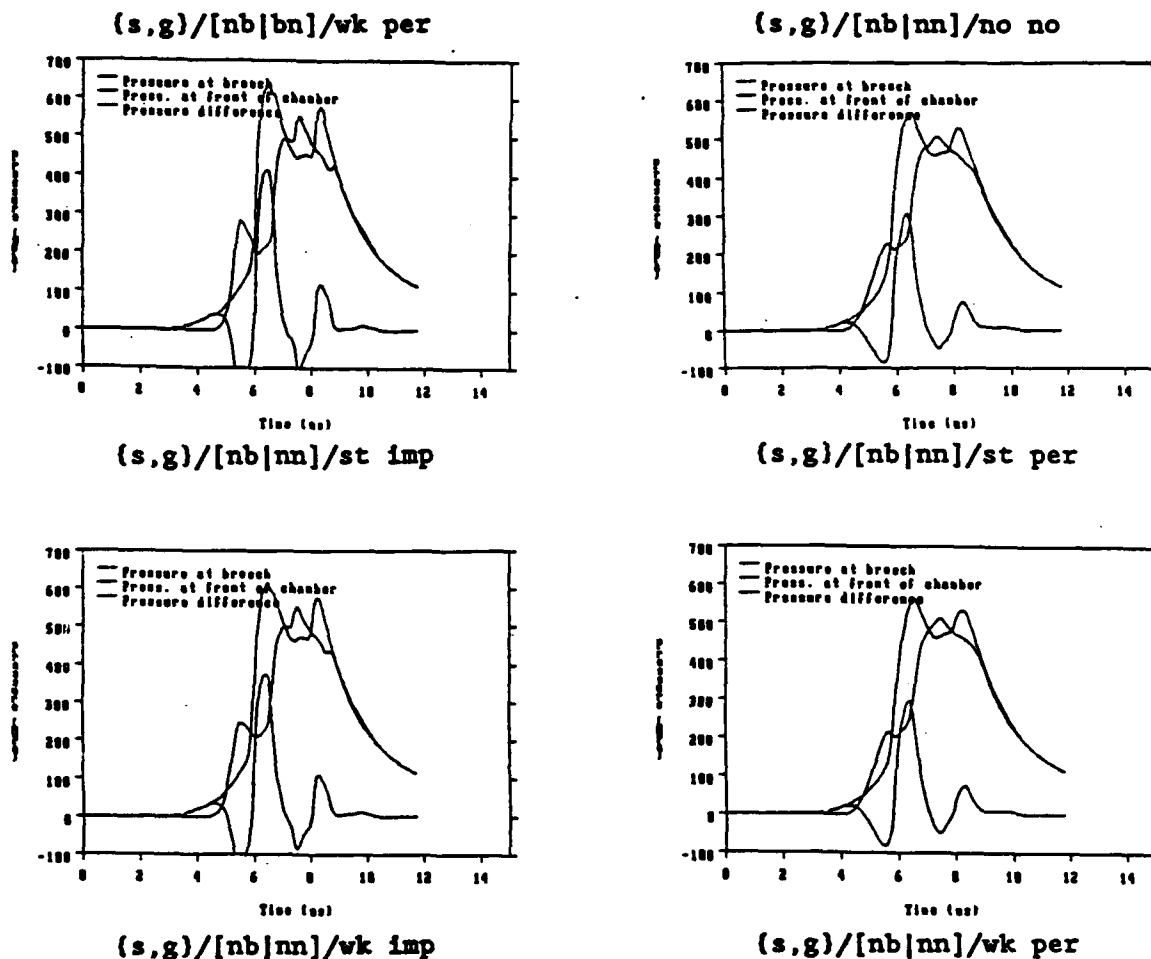 {s,g}/[nb|bn]/wk per
{s,g}/[nb|nn]/no no
700
600
500
400
300
200
100
0
-100
Pressure at breech
Press. at front of chamber
Pressure difference
0 2 4 6 8 10 12 14
Time (ms)
{s,g}/[nb|nn]/st imp
700
600
500
400
300
200
100
0
-100
Pressure at breech
Press. at front of chamber
Pressure difference
0 2 4 6 8 10 12 14
Time (ms)
{s,g}/[nb|nn]/st per
700
600
500
400
300
200
100
0
-100
Pressure at breech
Press. at front of chamber
Pressure difference
0 2 4 6 8 10 12 14
Time (ms)
{s,g}/[nb|nn]/wk imp
700
600
500
400
300
200
100
0
-100
Pressure at breech
Press. at front of chamber
Pressure difference
0 2 4 6 8 10 12 14
Time (ms)
{s,g}/[nb|nn]/wk per